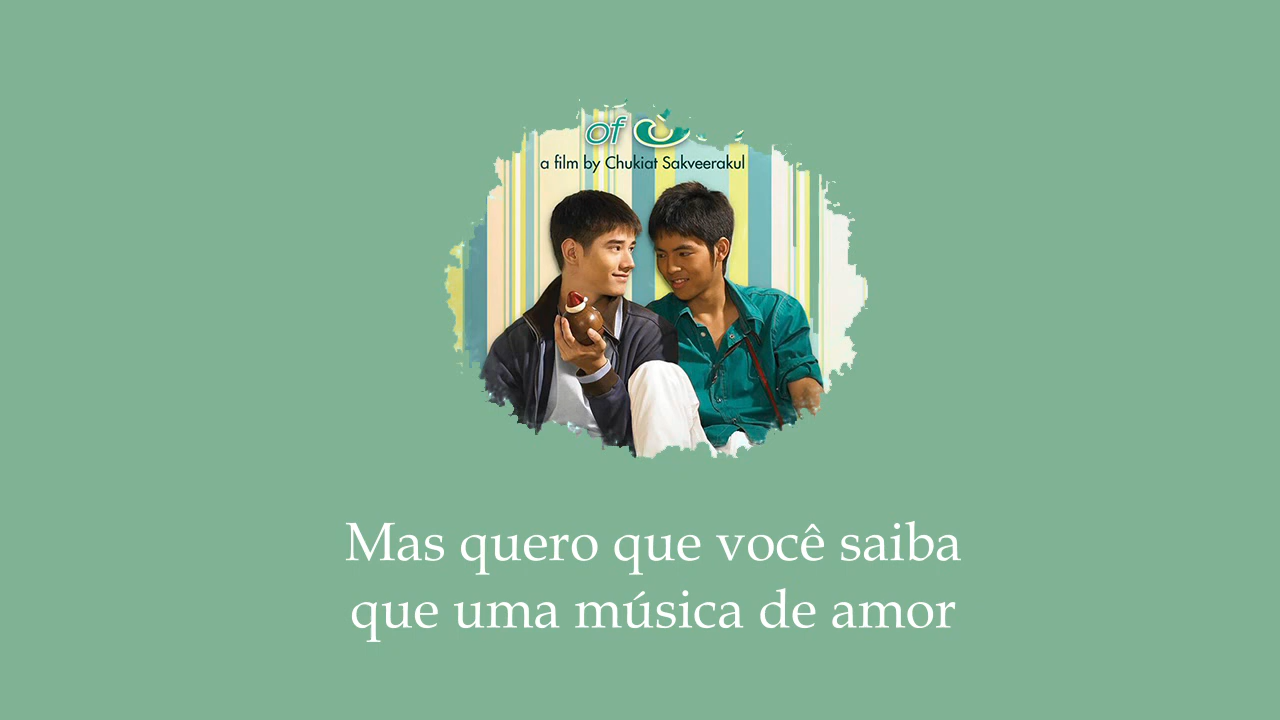 of
a film by Chukiat Sakveerakul
Mas quero que você saiba
que uma música de amor